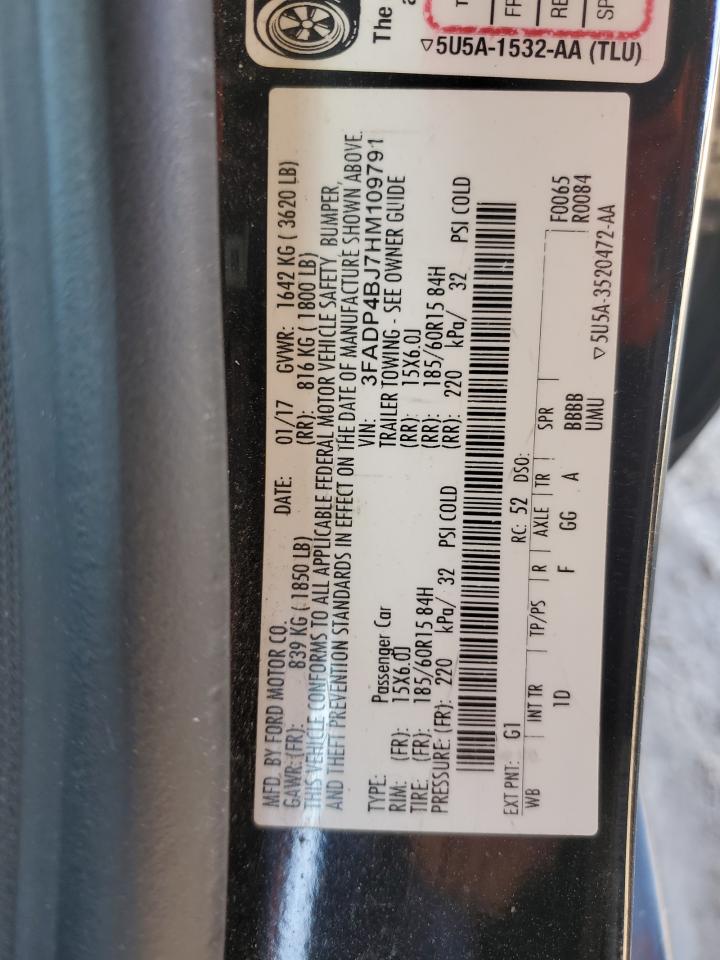 The
a
T
FR
RE
SP
▽5U5A-1532-AA (TLU)
MFD. BY FORD MOTOR CO. DATE: 01/17 GVWR: 1642 KG ( 3620 LB)
GAWR: (FR): 839 KG ( 1850 LB) (RR): 816 KG ( 1800 LB)
THIS VEHICLE CONFORMS TO ALL APPLICABLE FEDERAL MOTOR VEHICLE SAFETY, BUMPER,
AND THEFT PREVENTION STANDARDS IN EFFECT ON THE DATE OF MANUFACTURE SHOWN ABOVE.
VIN: 3FADP4BJ7HM109791
TYPE: Passenger Car TRAILER TOWING - SEE OWNER GUIDE
RIM: (FR): 15X6.0J (RR): 15X6.0J
TIRE: (FR): 185/60R15 84H (RR): 185/60R15 84H
PRESSURE: (FR): 220 kPa/ 32 PSI COLD (RR): 220 kPa/ 32 PSI COLD
EXT PNT: G1 RC: 52 DSO: F0065
WB INT TR TP/PS R AXLE TR SPR R0084
1D F GG A BBBB
UMU ▽5U5A-3520472-AA